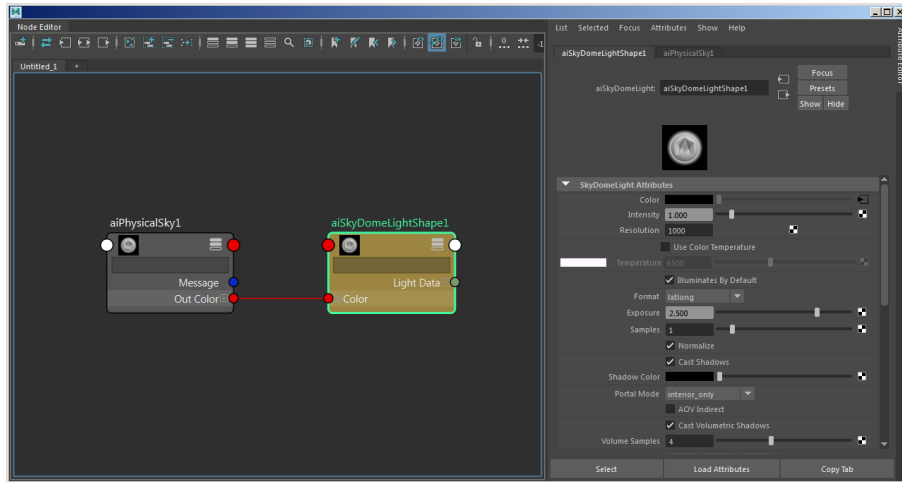 M
Node Editor
Untitled_1 +
aiPhysicalSky1
Message
Out Color
aiSkyDomeLightShape1
Light Data
Color
List Selected Focus Attributes Show Help
aiSkyDomeLightShape1 aiPhysicalSky1
aiSkyDomeLight: aiSkyDomeLightShape1
Focus
Presets
Show Hide
SkyDomeLight Attributes
Color
Intensity 1.000
Resolution 1000
Use Color Temperature
Temperature 6500
Illuminates By Default
Format latlong
Exposure 2.500
Samples 1
Normalize
Cast Shadows
Shadow Color
Portal Mode interior_only
AOV Indirect
Cast Volumetric Shadows
Volume Samples 4
Select Load Attributes Copy Tab
Attribute Editor